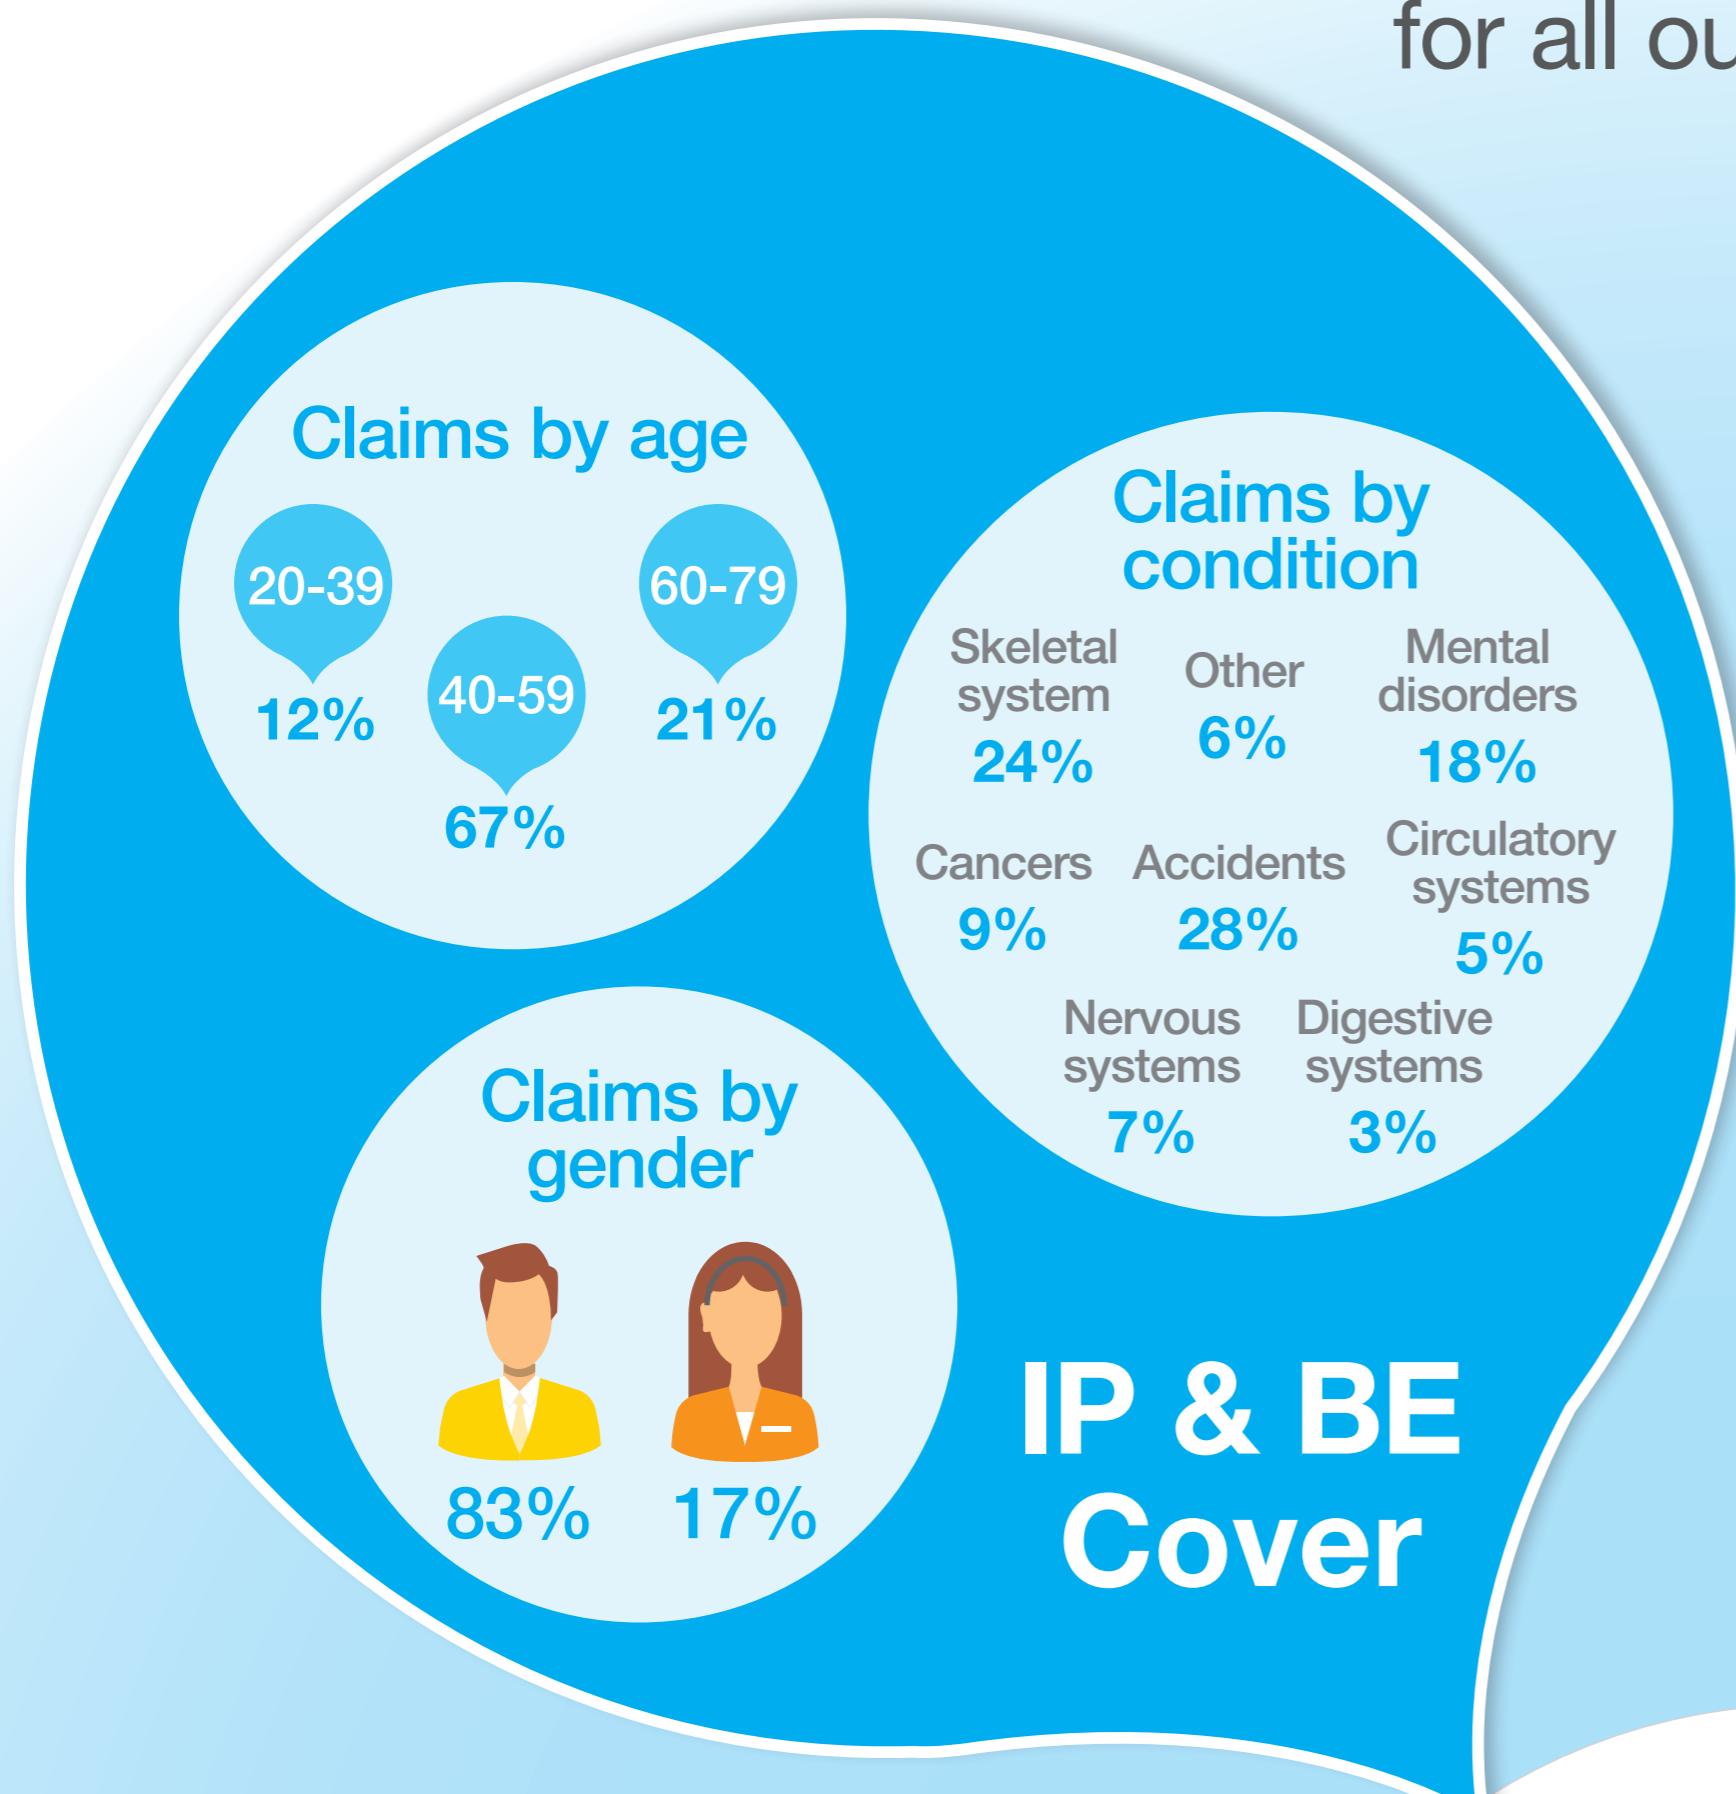 for all
Claims by age
20-39
12%
40-59
67%
60-79
21%
Claims by
condition
Skeletal
system
24%
Other
6%
Mental
disorders
18%
Cancers
9%
Accidents
28%
Circulatory
systems
5%
Nervous
systems
7%
Digestive
systems
3%
Claims by
gender
83%
17%
IP & BE
Cover